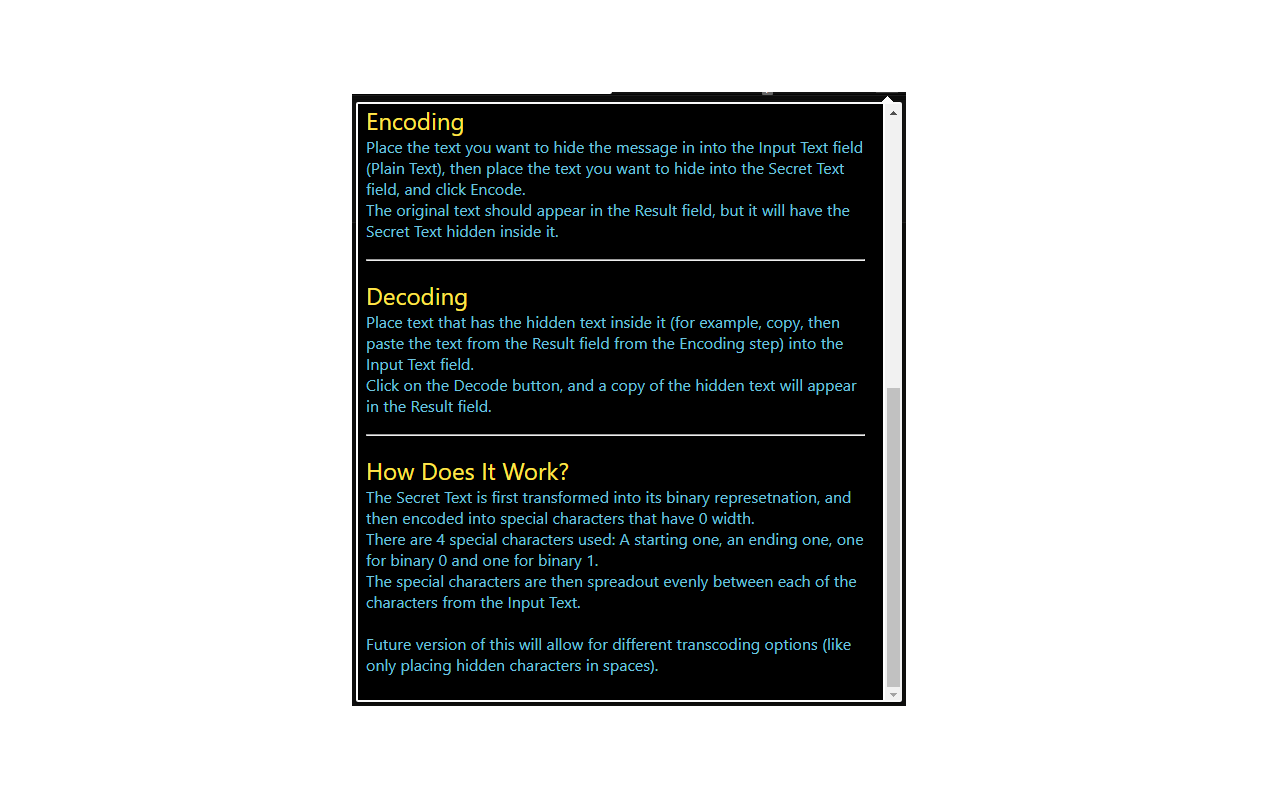 Encoding
Place the text you want to hide the message in into the Input Text field
(Plain Text), then place the text you want to hide into the Secret Text
field, and click Encode.
The original text should appear in the Result field, but it will have the
Secret Text hidden inside it.
Decoding
Place text that has the hidden text inside it (for example, copy, then
paste the text from the Result field from the Encoding step) into the
Input Text field.
Click on the Decode button, and a copy of the hidden text will appear
in the Result field.
How Does It Work?
The Secret Text is first transformed into its binary represetnation, and
then encoded into special characters that have 0 width.
There are 4 special characters used: A starting one, an ending one, one
for binary 0 and one for binary 1.
The special characters are then spreadout evenly between each of the
characters from the Input Text.
Future version of this will allow for different transcoding options (like
only placing hidden characters in spaces).